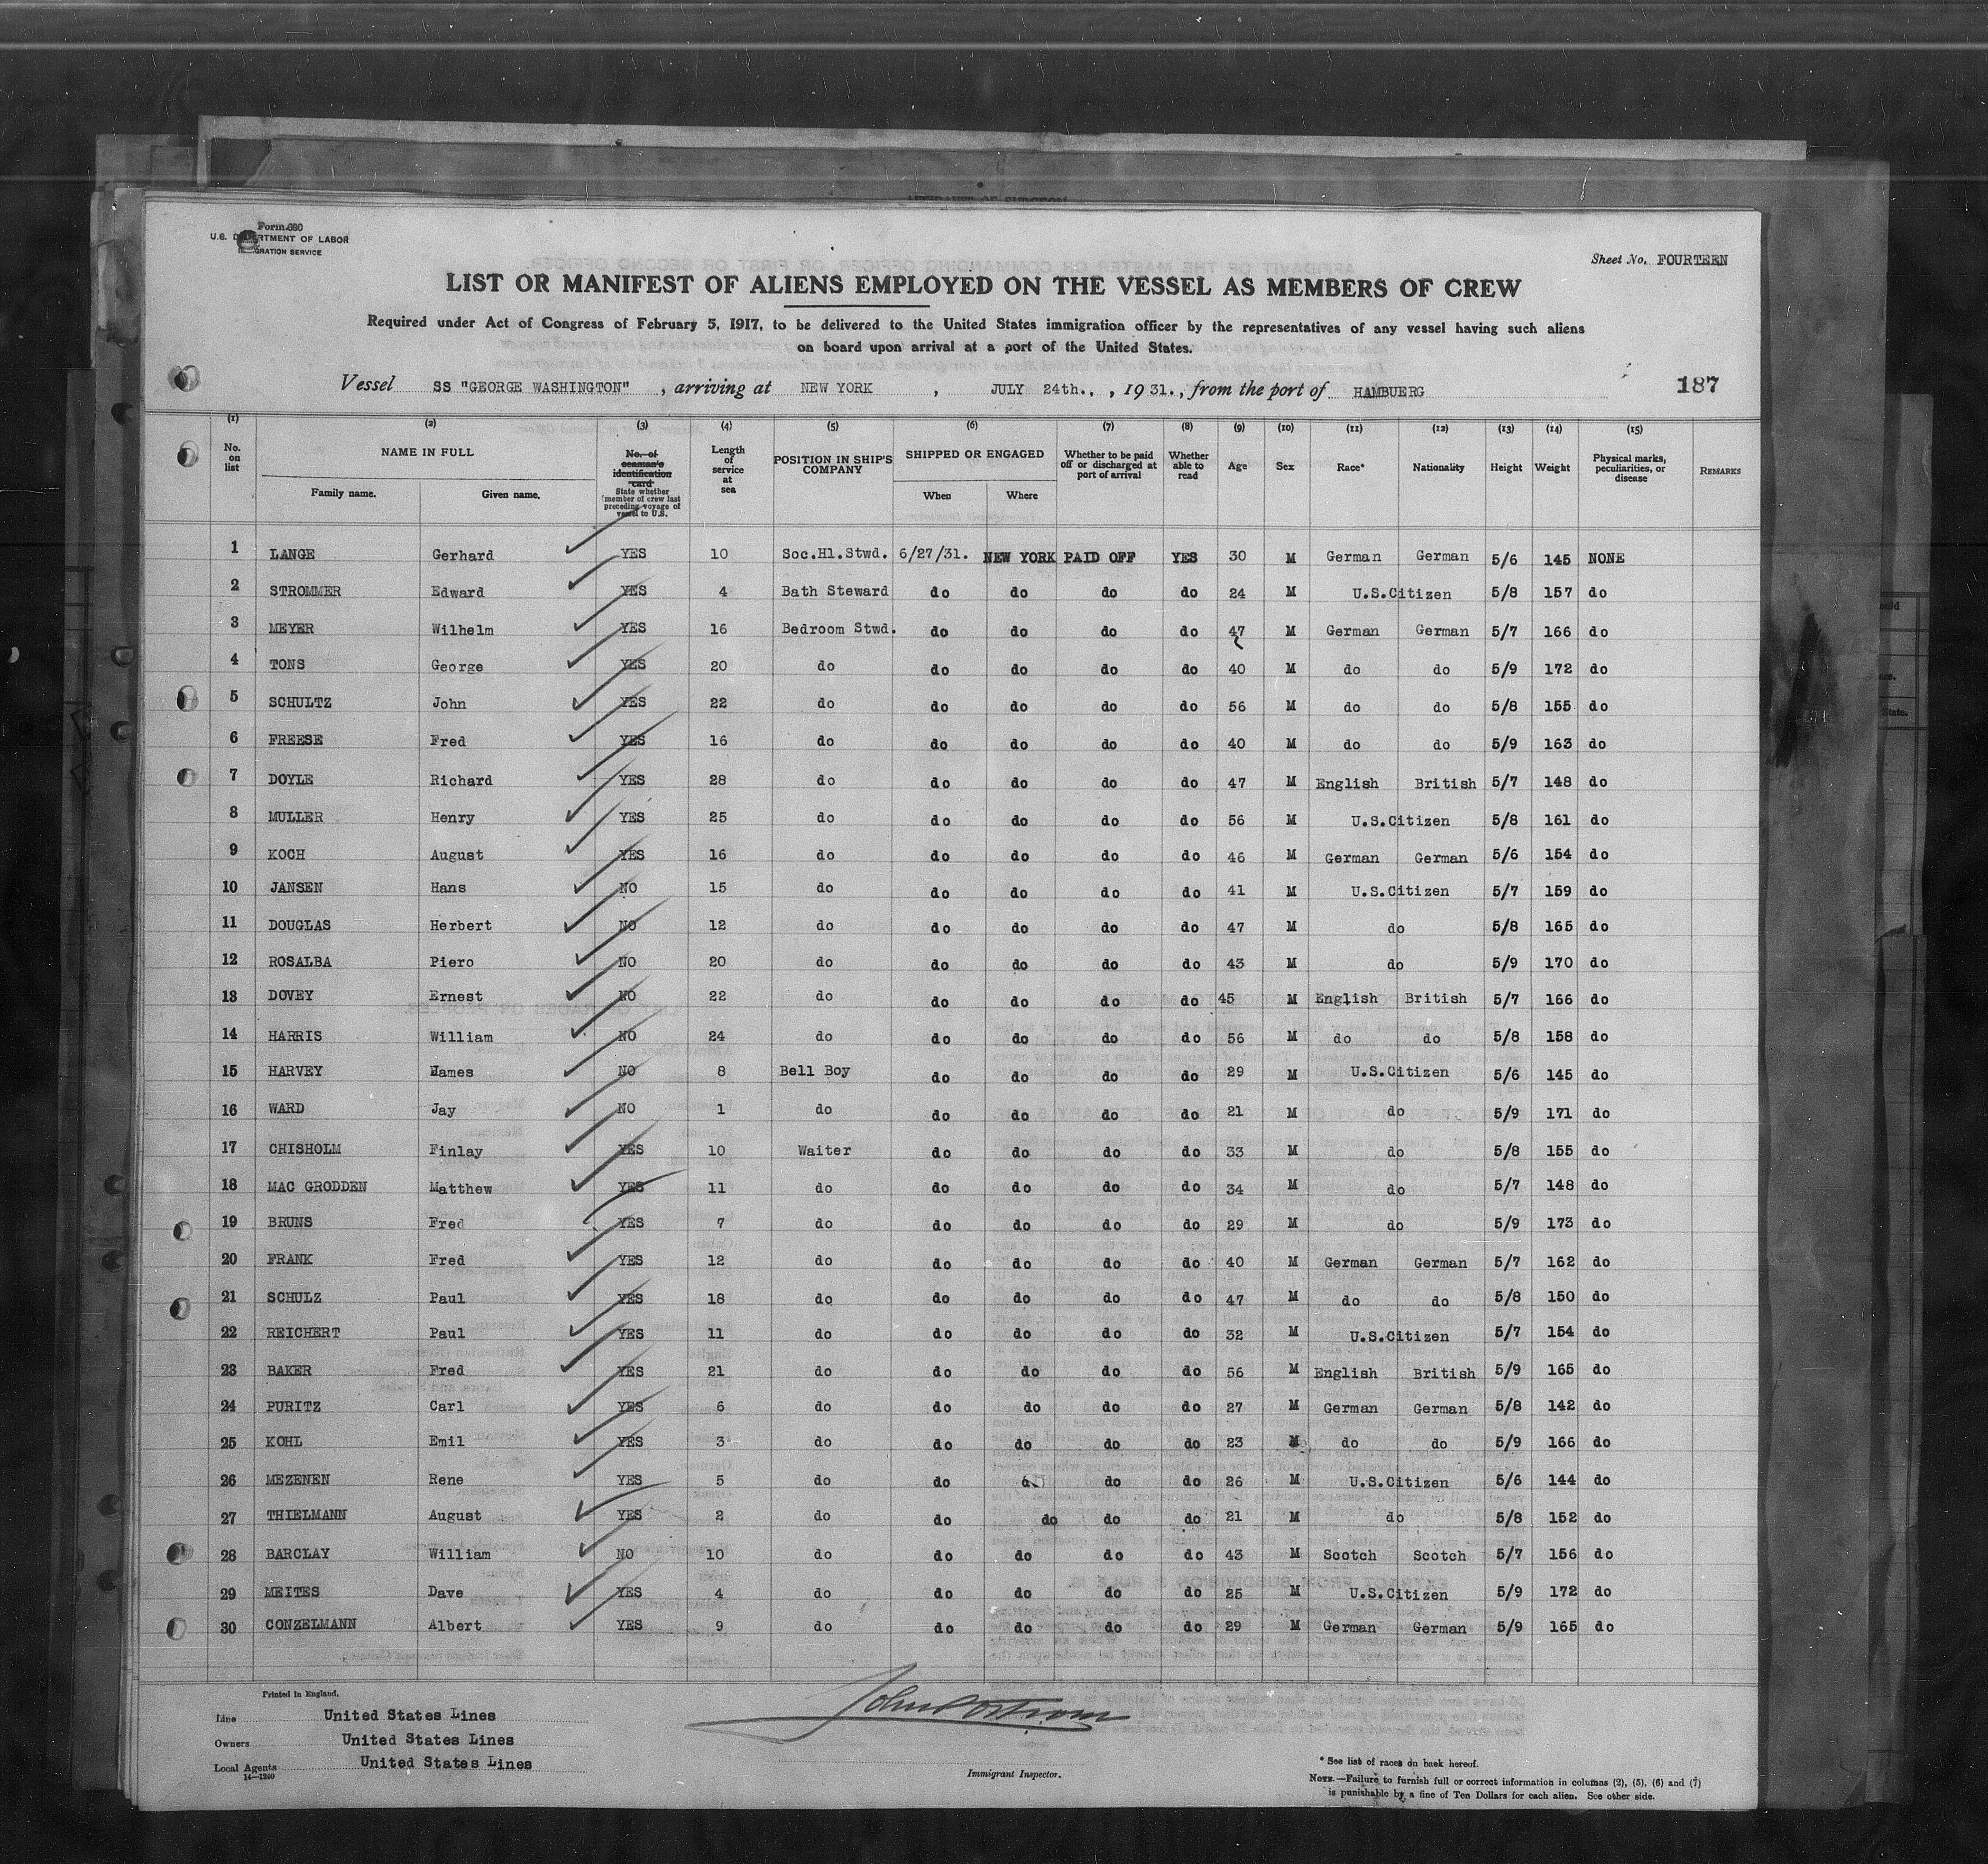 Form 680
U.S. DEPARTMENT OF LABOR
IMMIGRATION SERVICE
Sheet No. FOURTEEN
LIST OR MANIFEST OF ALIENS EMPLOYED ON THE VESSEL AS MEMBERS OF CREW
Required under Act of Congress of February 5, 1917, to be delivered to the United States immigration officer by the representatives of any vessel having such aliens
on board upon arrival at a port of the United States.
Vessel SS "GEORGE WASHINGTON", arriving at NEW YORK, JULY 24th., , 1931., from the port of HAMBUERG
187
(1) (2) (3) (4) (5) (6) (7) (8) (9) (10) (11) (12) (13) (14) (15)
No. on list NAME IN FULL Family name. Given name. No. of seaman's identification card State whether member of crew last preceding voyage of vessel to U.S. Length of service at sea POSITION IN SHIP'S COMPANY SHIPPED OR ENGAGED When Where Whether to be paid off or discharged at port of arrival Whether able to read Age Sex Race* Nationality Height Weight Physical marks, peculiarities, or disease REMARKS
1 LANGE Gerhard YES 10 Soc.Hl.Stwd. 6/27/31. NEW YORK PAID OFF YES 30 M German German 5/6 145 NONE
2 STROMMER Edward YES 4 Bath Steward do do do do 24 M U.S.Citizen 5/8 157 do
3 MEYER Wilhelm YES 16 Bedroom Stwd. do do do do 47 M German German 5/7 166 do
4 TONS George YES 20 do do do do do 40 M do do 5/9 172 do
5 SCHULTZ John YES 22 do do do do do 56 M do do 5/8 155 do
6 FREESE Fred YES 16 do do do do do 40 M do do 5/9 163 do
7 DOYLE Richard YES 28 do do do do do 47 M English British 5/7 148 do
8 MULLER Henry YES 25 do do do do do 56 M U.S.Citizen 5/8 161 do
9 KOCH August YES 16 do do do do do 46 M German German 5/6 154 do
10 JANSEN Hans NO 15 do do do do do 41 M U.S.Citizen 5/7 159 do
11 DOUGLAS Herbert NO 12 do do do do do 47 M do 5/8 165 do
12 ROSALBA Piero NO 20 do do do do do 43 M do 5/9 170 do
13 DOVEY Ernest NO 22 do do do do do 45 M English British 5/7 166 do
14 HARRIS William NO 24 do do do do do 56 M do do 5/8 158 do
15 HARVEY James NO 8 Bell Boy do do do do 29 M U.S.Citizen 5/6 145 do
16 WARD Jay NO 1 do do do do do 21 M do 5/9 171 do
17 CHISHOLM Finlay YES 10 Waiter do do do do 33 M do 5/8 155 do
18 MAC GRODDEN Matthew YES 11 do do do do do 34 M do 5/7 148 do
19 BRUNS Fred YES 7 do do do do do 29 M do 5/9 173 do
20 FRANK Fred YES 12 do do do do do 40 M German German 5/7 162 do
21 SCHULZ Paul YES 18 do do do do do 47 M do do 5/8 150 do
22 REICHERT Paul YES 11 do do do do do 32 M U.S.Citizen 5/7 154 do
23 BAKER Fred YES 21 do do do do do 56 M English British 5/9 165 do
24 PURITZ Carl YES 6 do do do do do 27 M German German 5/8 142 do
25 KOHL Emil YES 3 do do do do do 23 M do do 5/9 166 do
26 MEZENEN Rene YES 5 do do do do 26 M U.S.Citizen 5/6 144 do
27 THIELMANN August YES 2 do do do do do 21 M do 5/8 152 do
28 BARCLAY William NO 10 do do do do do 43 M Scotch Scotch 5/7 156 do
29 MEITES Dave YES 4 do do do do do 25 M U.S.Citizen 5/9 172 do
30 CONZELMANN Albert YES 9 do do do do do 29 M German German 5/9 165 do
Printed in England.
Line United States Lines
Owners United States Lines
Local Agents United States Lines
14—1240
Immigrant Inspector.
* See list of races on back hereof.
NOTE.—Failure to furnish full or correct information in columns (2), (5), (6) and (7)
is punishable by a fine of Ten Dollars for each alien. See other side.